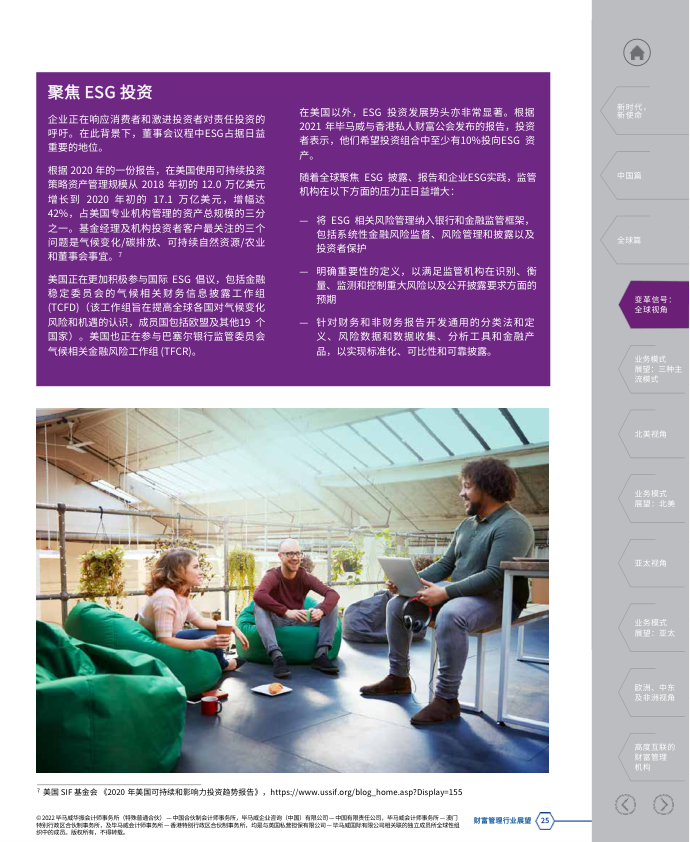 聚焦 ESG 投资
企业正在响应消费者和激进投资者对责任投资的
呼吁。在此背景下，董事会议程中ESG占据日益
重要的地位。
根据 2020 年的一份报告，在美国使用可持续投资
策略资产管理规模从 2018 年初的 12.0 万亿美元
增长到 2020 年初的 17.1 万亿美元，增幅达
42%，占美国专业机构管理的资产总规模的三分
之一。基金经理及机构投资者客户最关注的三个
问题是气候变化/碳排放、可持续自然资源/农业
和董事会事宜。⁷
美国正在更加积极参与国际 ESG 倡议，包括金融
稳定委员会的气候相关财务信息披露工作组
(TCFD)（该工作组旨在提高全球各国对气候变化
风险和机遇的认识，成员国包括欧盟及其他19 个
国家）。美国也正在参与巴塞尔银行监管委员会
气候相关金融风险工作组 (TFCR)。
在美国以外，ESG 投资发展势头亦非常显著。根据
2021 年毕马威与香港私人财富公会发布的报告，投资
者表示，他们希望投资组合中至少有10%投向ESG 资
产。
随着全球聚焦 ESG 披露、报告和企业ESG实践，监管
机构在以下方面的压力正日益增大：
— 将 ESG 相关风险管理纳入银行和金融监管框架，
包括系统性金融风险监督、风险管理和披露以及
投资者保护
— 明确重要性的定义，以满足监管机构在识别、衡
量、监测和控制重大风险以及公开披露要求方面的
预期
— 针对财务和非财务报告开发通用的分类法和定
义、风险数据和数据收集、分析工具和金融产
品，以实现标准化、可比性和可靠披露。
⁷ 美国 SIF 基金会 《2020 年美国可持续和影响力投资趋势报告》，https://www.ussif.org/blog_home.asp?Display=155
© 2022 毕马威华振会计师事务所（特殊普通合伙） — 中国合伙制会计师事务所，毕马威企业咨询（中国）有限公司 — 中国有限责任公司，毕马威会计师事务所 — 澳门
特别行政区合伙制事务所，及毕马威会计师事务所 — 香港特别行政区合伙制事务所，均是与英国私营担保有限公司 — 毕马威国际有限公司相关联的独立成员所全球性组
织中的成员。版权所有，不得转载。
财富管理行业展望 25
新时代，
新使命
中国篇
全球篇
变革信号：
全球视角
业务模式
展望：三种主
流模式
北美视角
业务模式
展望：北美
亚太视角
业务模式
展望：亚太
欧洲、中东
及非洲视角
高度互联的
财富管理
机构